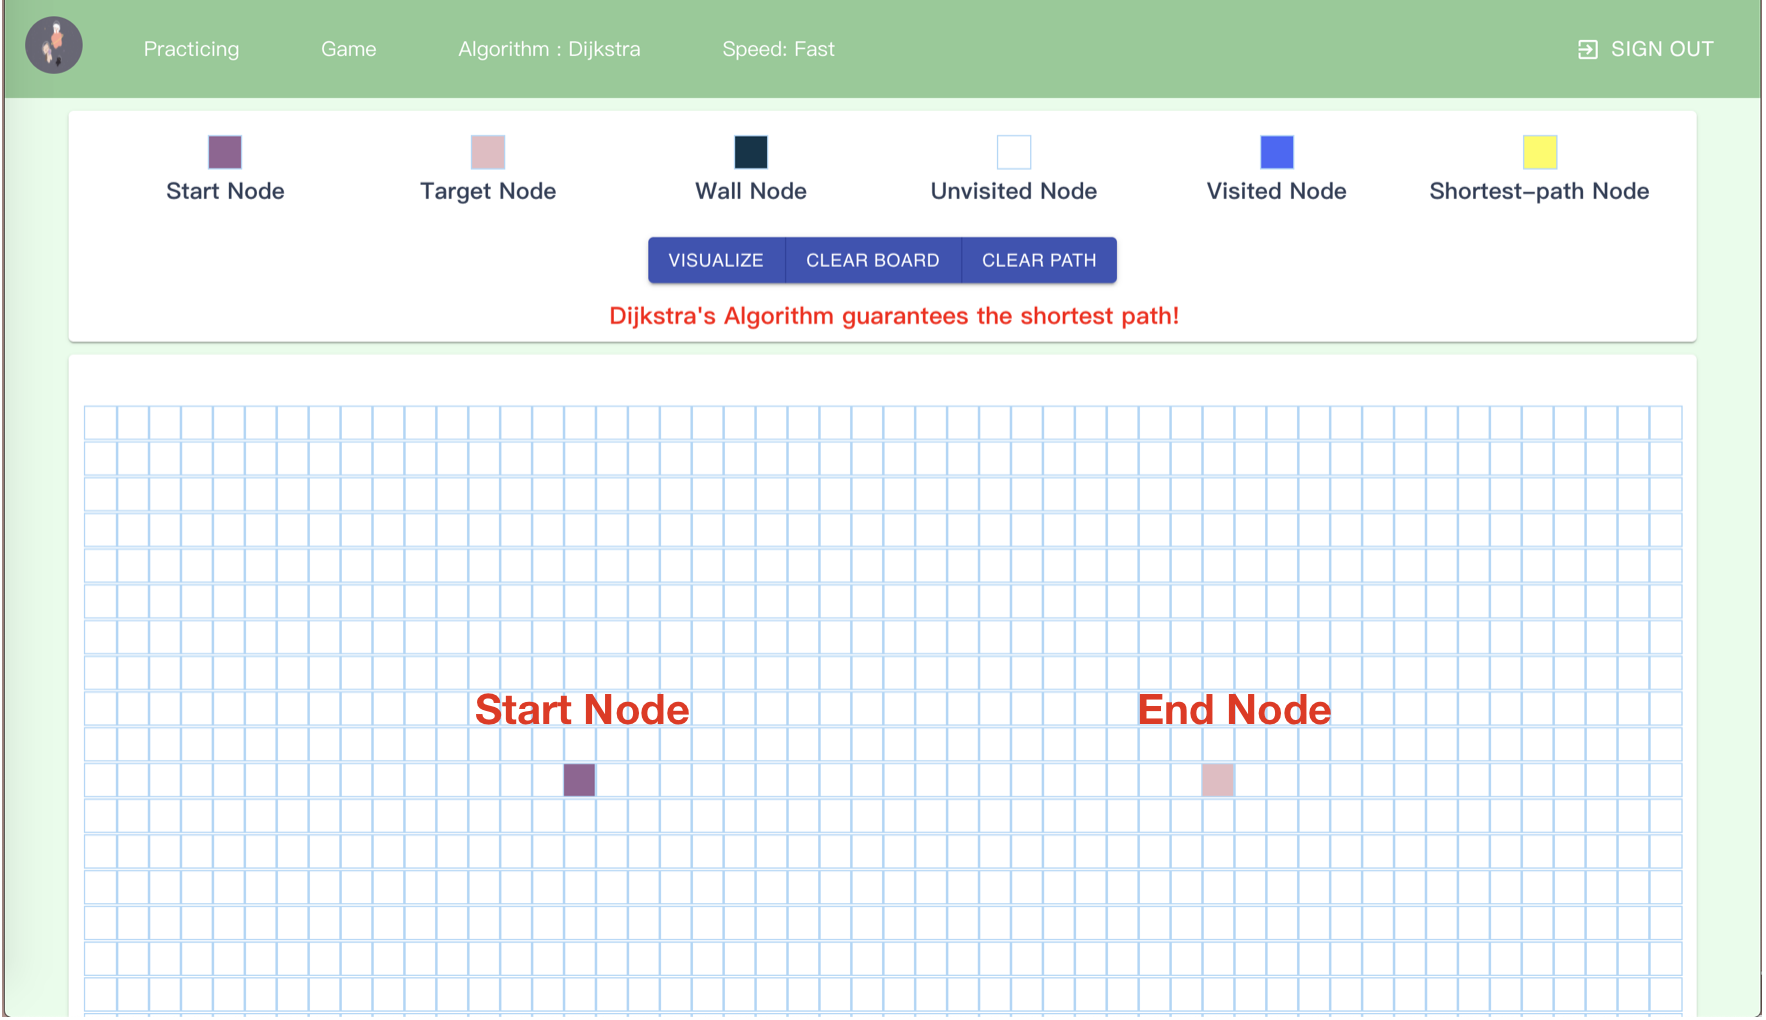 Practicing Game Algorithm : Dijkstra Speed: Fast SIGN OUT
Start Node Target Node Wall Node Unvisited Node Visited Node Shortest-path Node
VISUALIZE CLEAR BOARD CLEAR PATH
Dijkstra's Algorithm guarantees the shortest path!
Start Node End Node